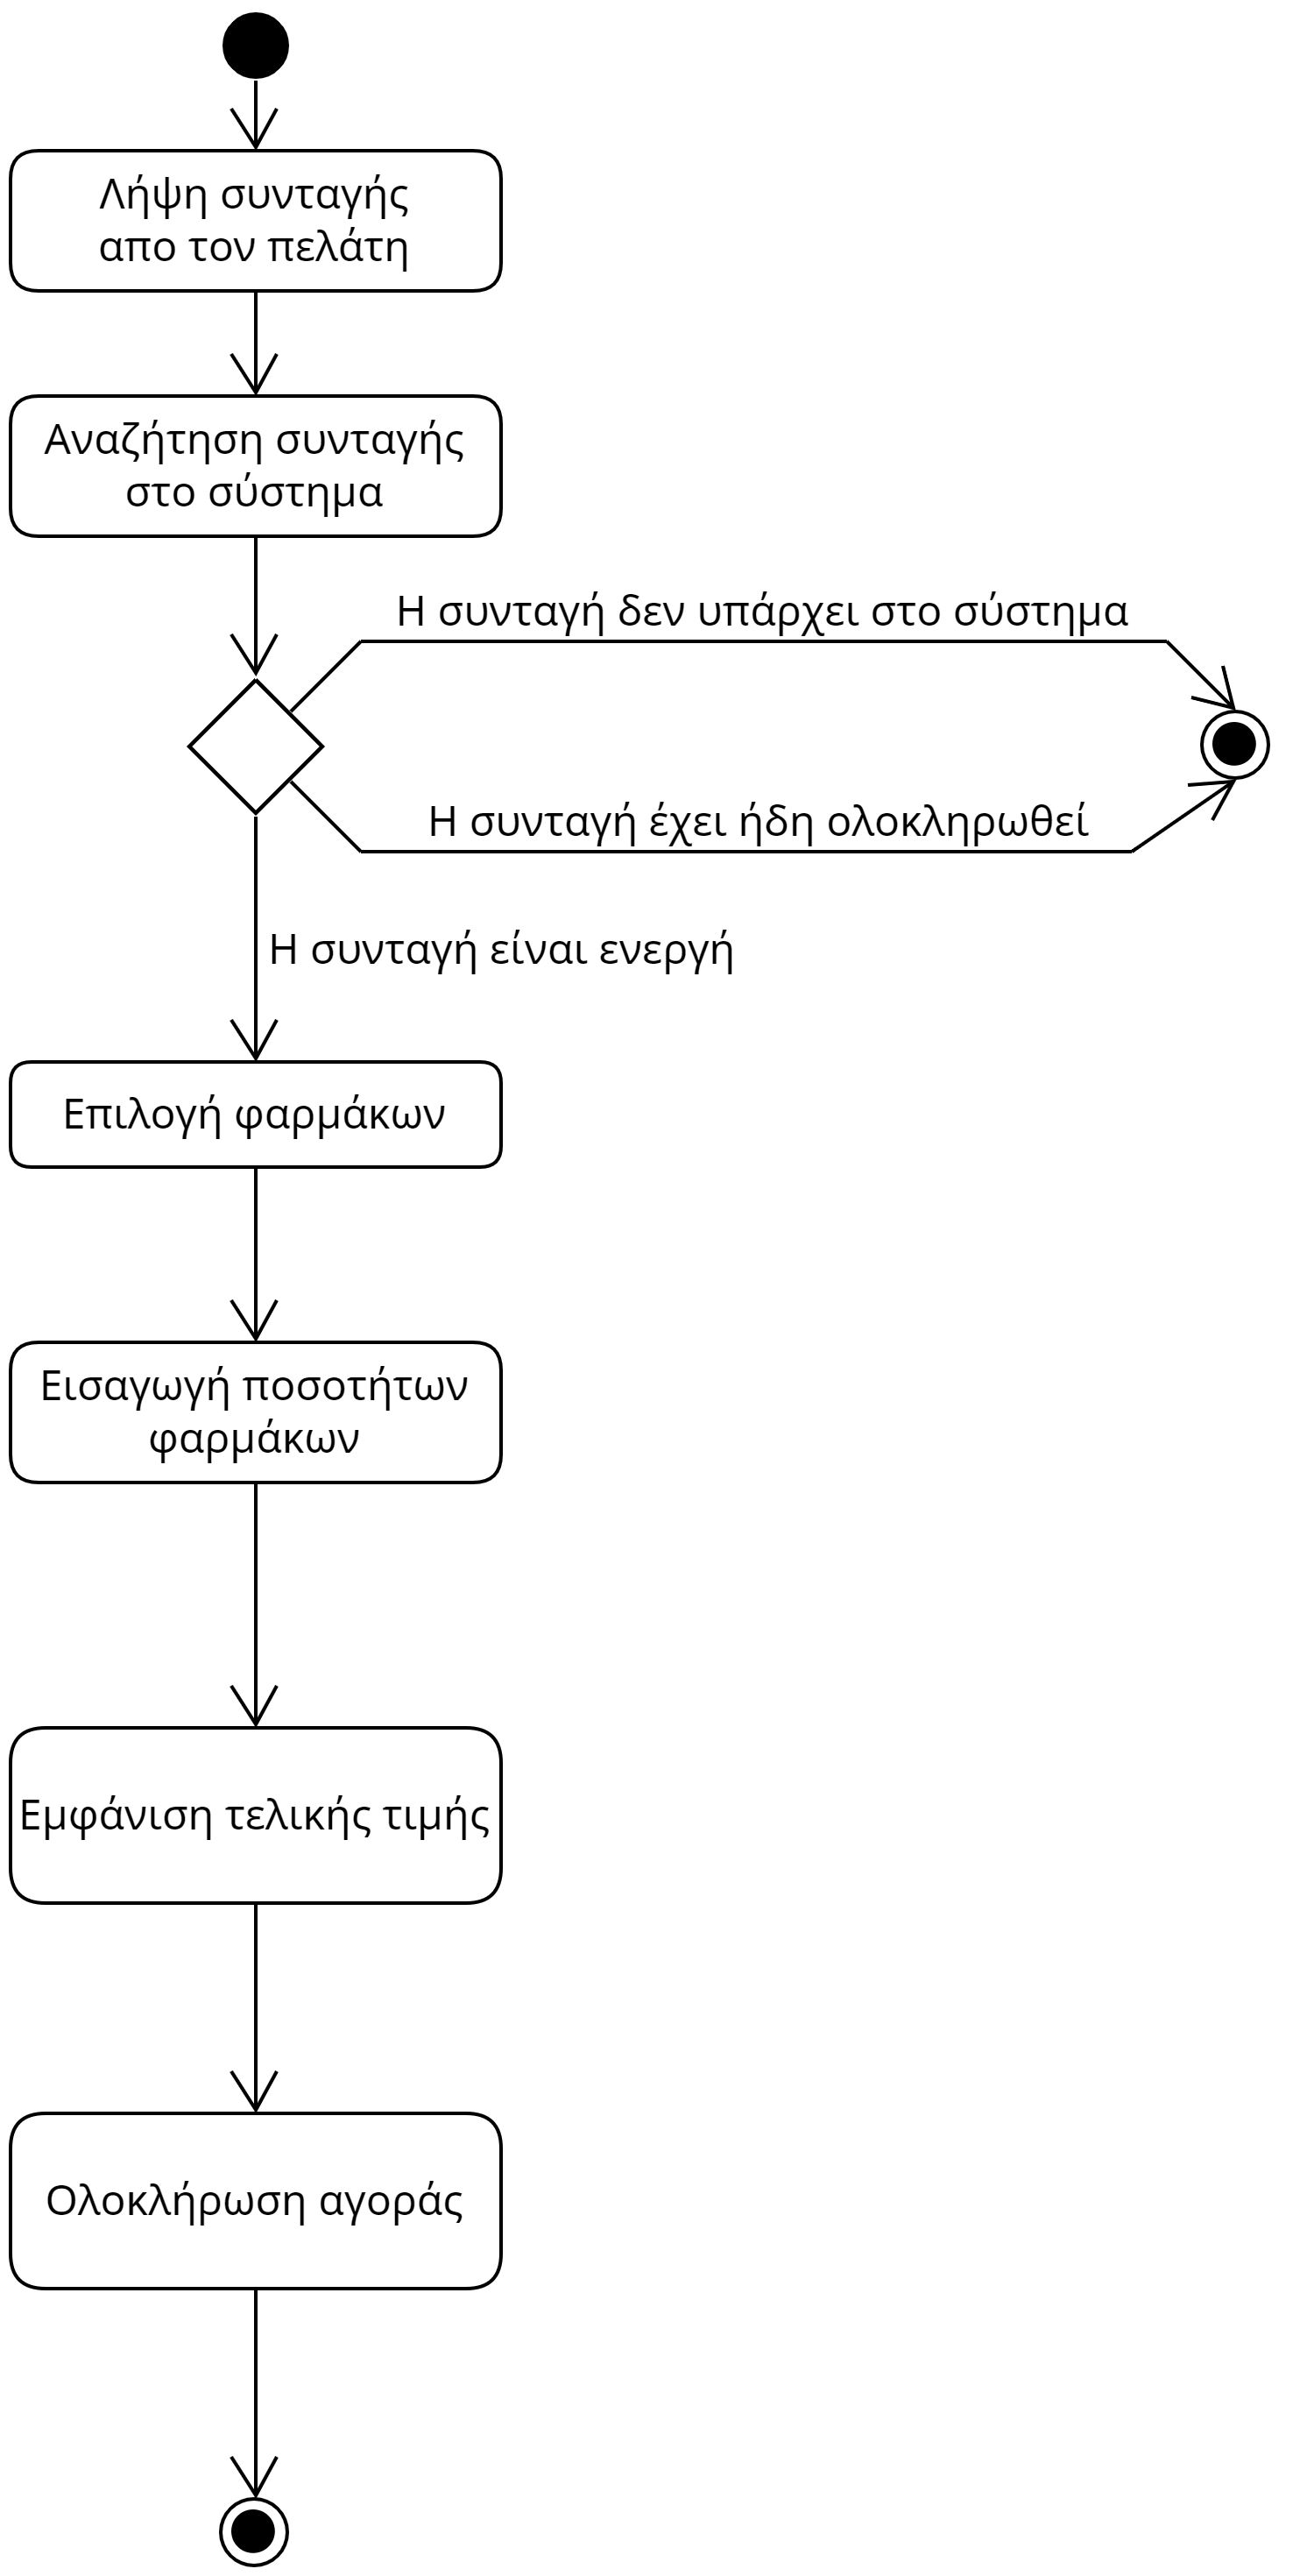 Λήψη συνταγής
απο τον πελάτη
Αναζήτηση συνταγής
στο σύστημα
Η συνταγή δεν υπάρχει στο σύστημα
Η συνταγή έχει ήδη ολοκληρωθεί
Η συνταγή είναι ενεργή
Επιλογή φαρμάκων
Εισαγωγή ποσοτήτων
φαρμάκων
Εμφάνιση τελικής τιμής
Ολοκλήρωση αγοράς